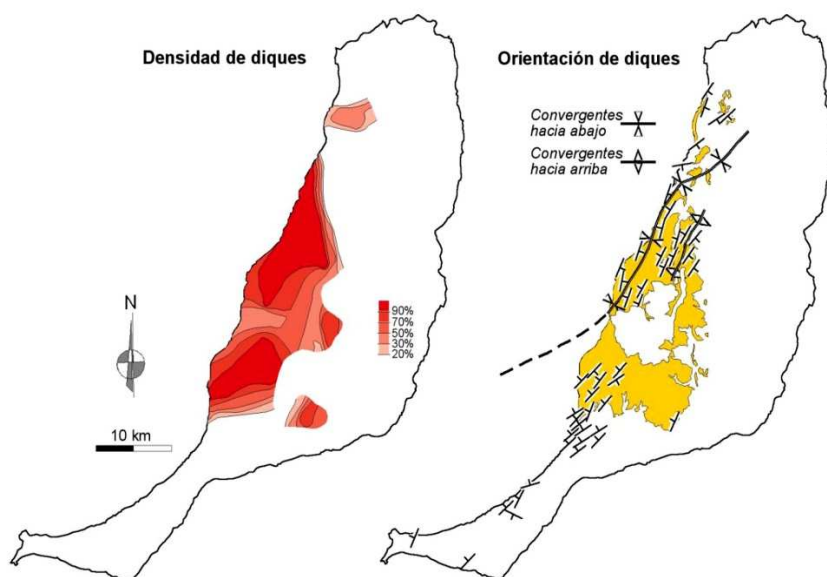 Densidad de diques
Orientación de diques
Convergentes
hacia abajo
Convergentes
hacia arriba
N
90%
70%
50%
30%
20%
10 km